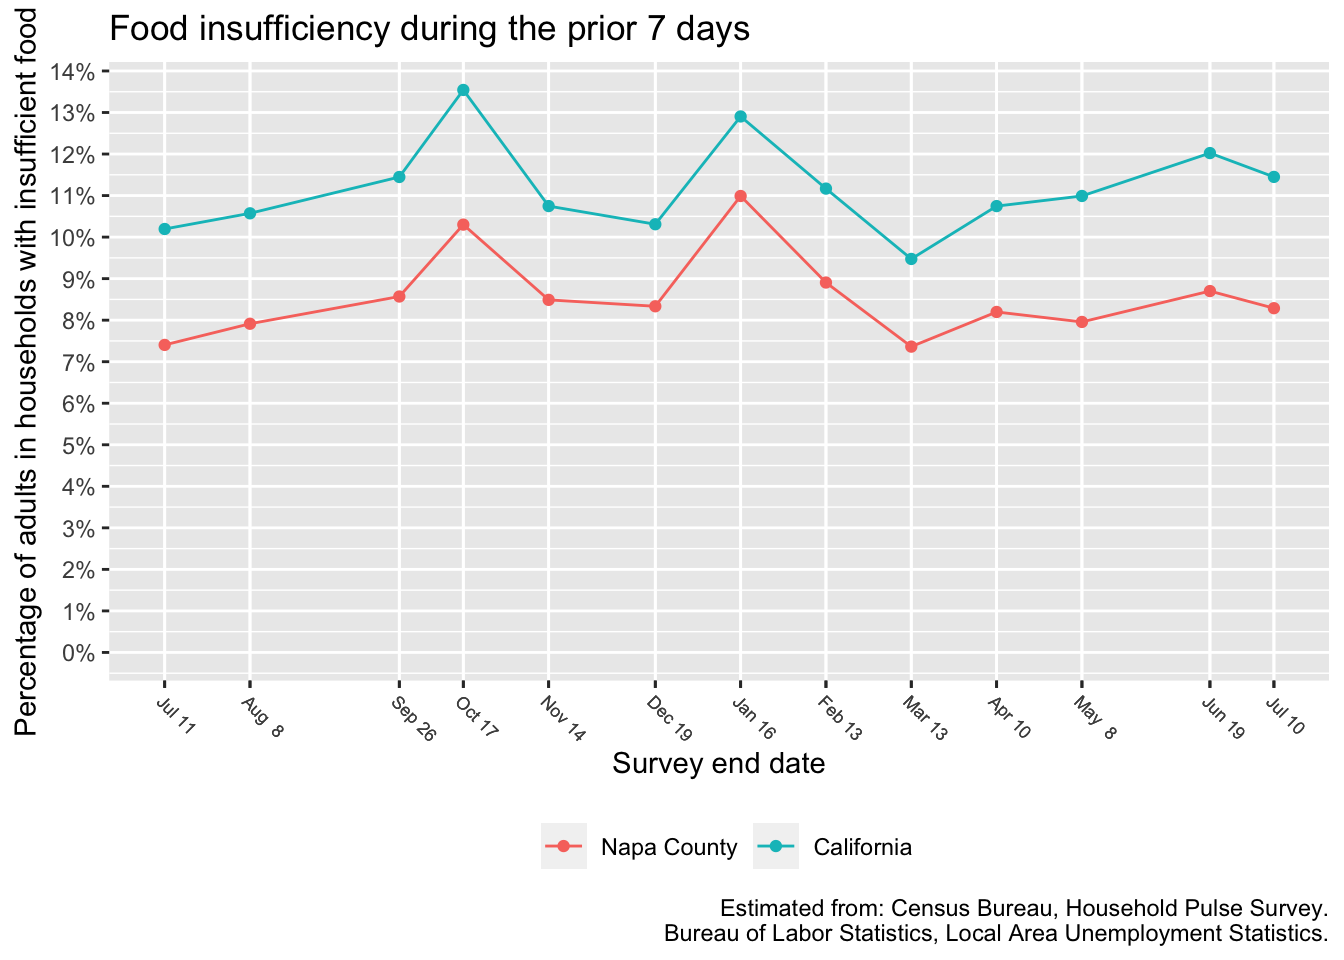 Food insufficiency during the prior 7 days
Percentage of adults in households with insufficient food
14%
13%
12%
11%
10%
9%
8%
7%
6%
5%
4%
3%
2%
1%
0%
Jul 11
Aug 8
Sep 26
Oct 17
Nov 14
Dec 19
Jan 16
Feb 13
Mar 13
Apr 10
May 8
Jun 19
Jul 10
Survey end date
Napa County
California
Estimated from: Census Bureau, Household Pulse Survey.
Bureau of Labor Statistics, Local Area Unemployment Statistics.